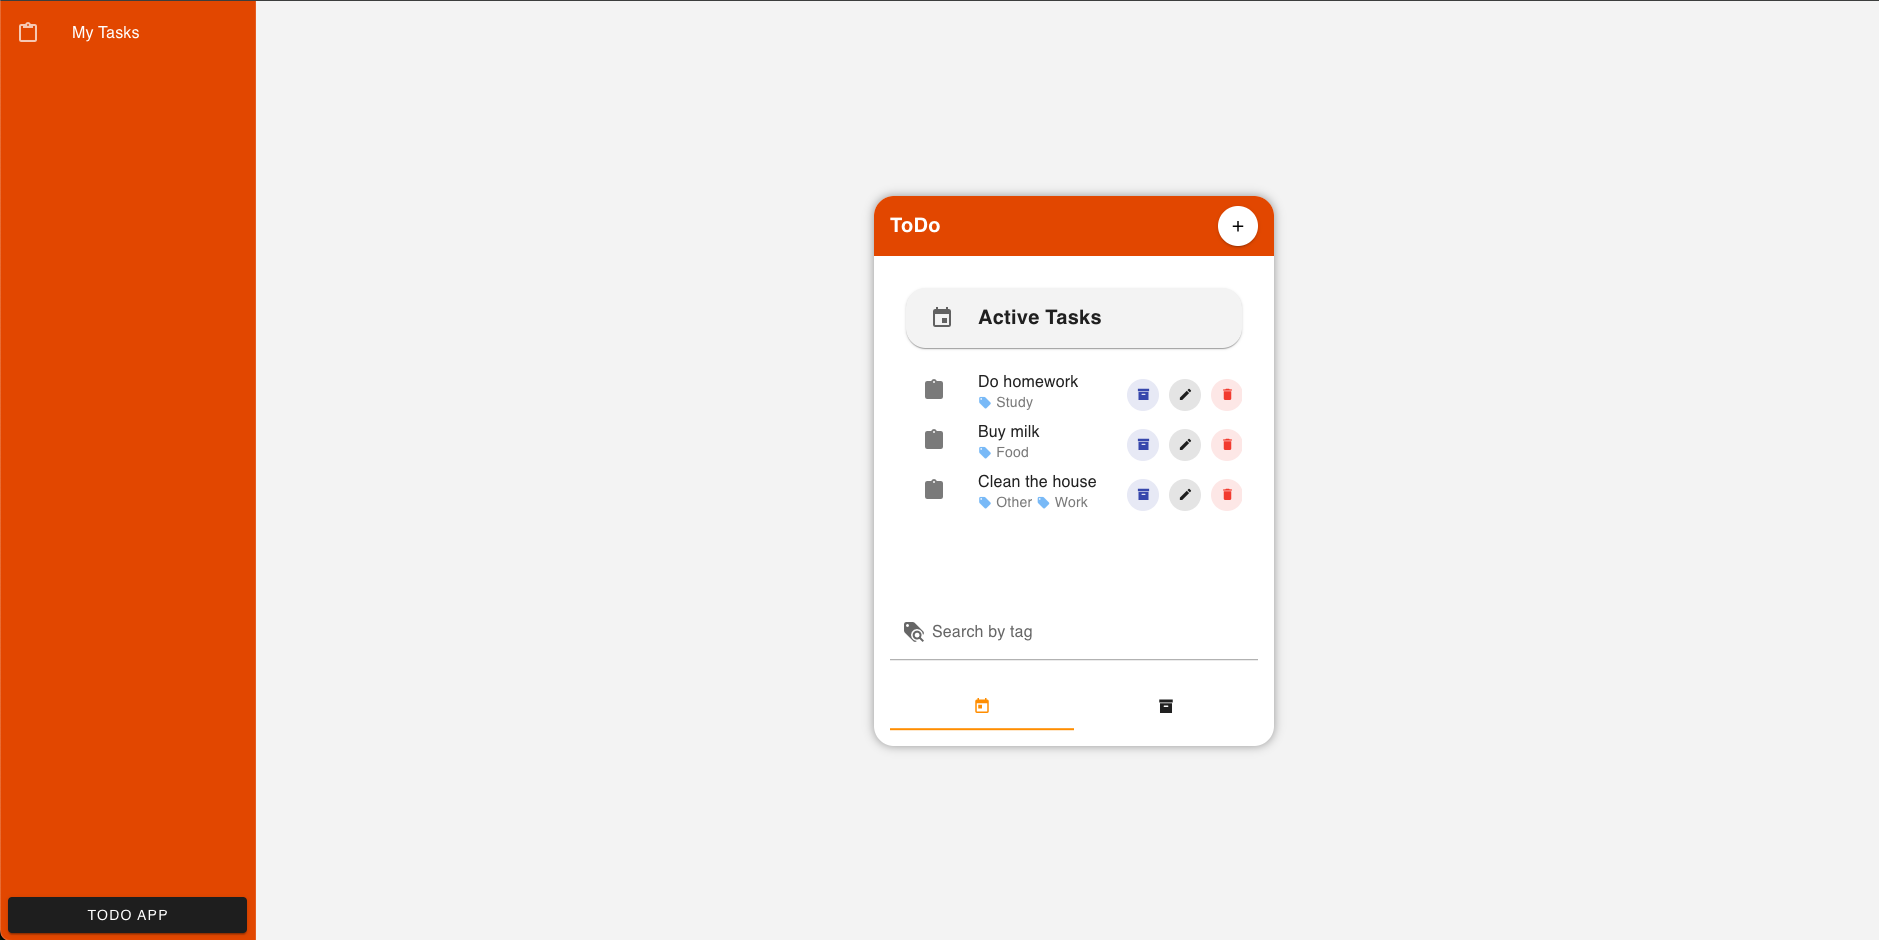 My Tasks
ToDo
Active Tasks
Do homework
Study
Buy milk
Food
Clean the house
Other Work
Search by tag
TODO APP